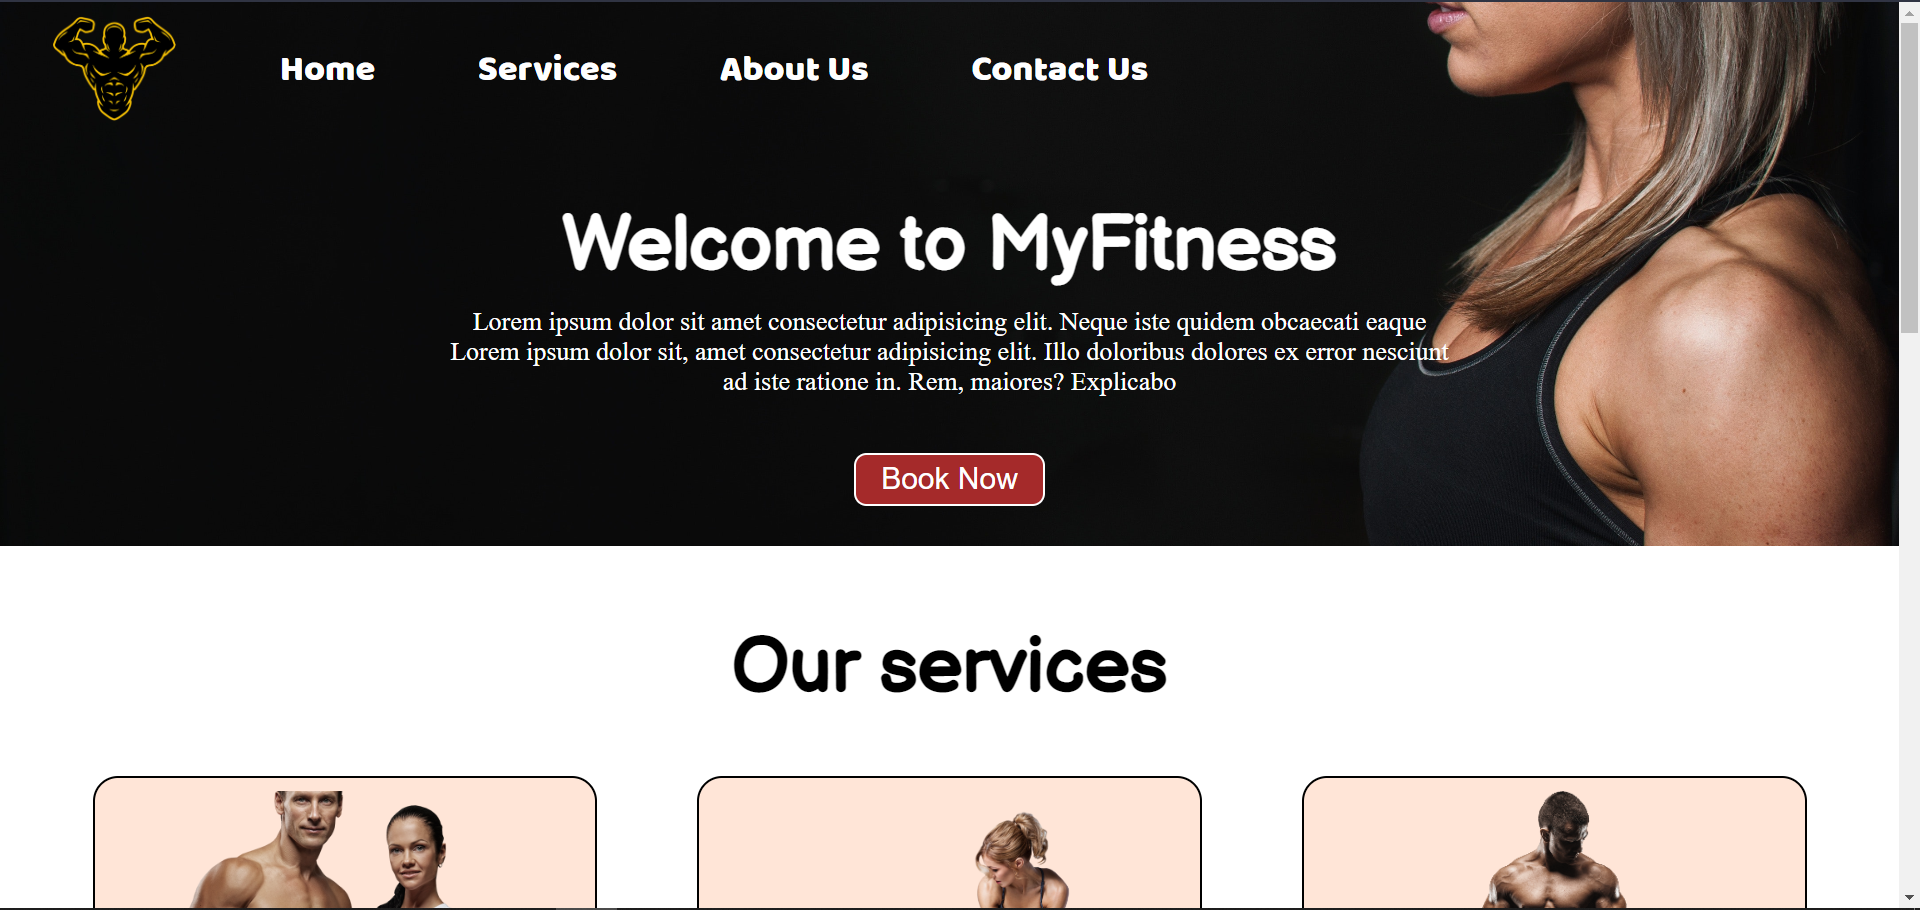 Home Services About Us Contact Us
Welcome to MyFitness
Lorem ipsum dolor sit amet consectetur adipisicing elit. Neque iste quidem obcaecati eaque
Lorem ipsum dolor sit, amet consectetur adipisicing elit. Illo doloribus dolores ex error nesciunt
ad iste ratione in. Rem, maiores? Explicabo
Book Now
Our services